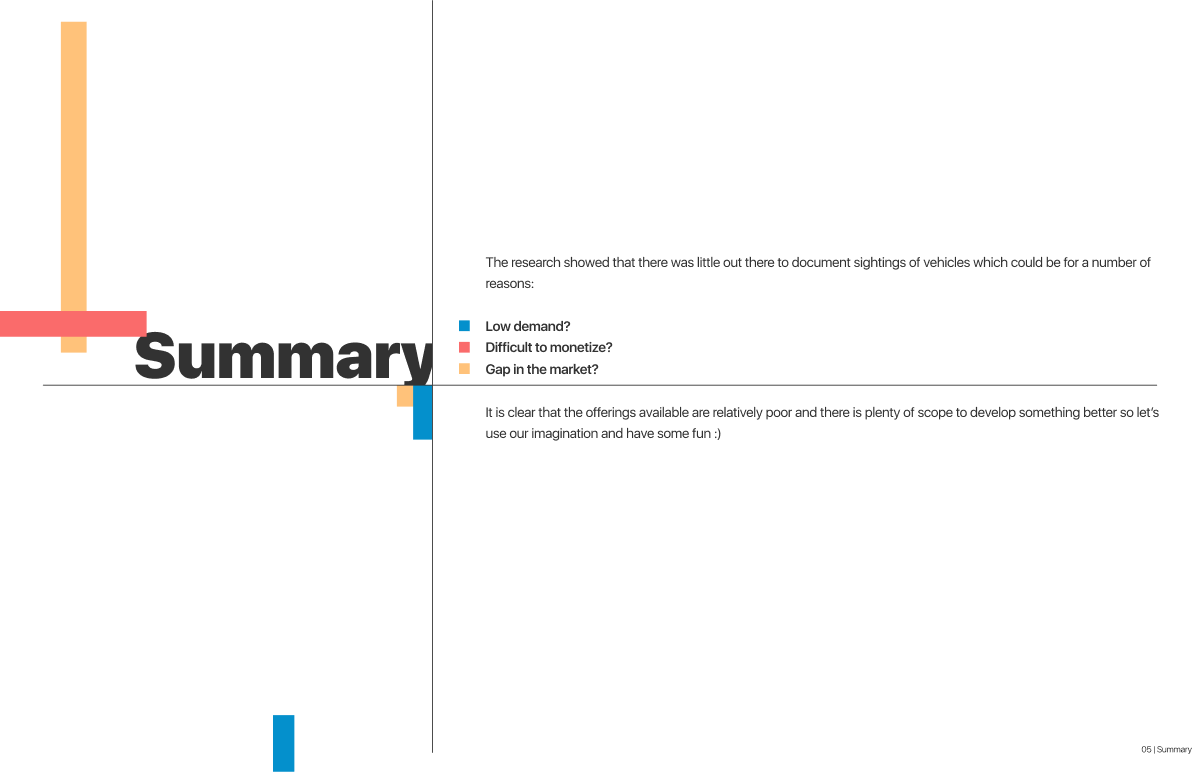 Summary
The research showed that there was little out there to document sightings of vehicles which could be for a number of
reasons:
Low demand?
Difficult to monetize?
Gap in the market?
It is clear that the offerings available are relatively poor and there is plenty of scope to develop something better so let’s
use our imagination and have some fun :)
05 | Summary